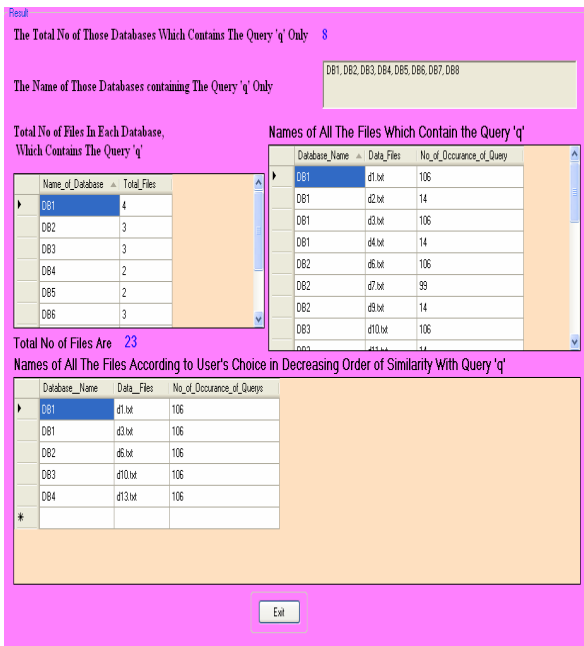 Result
The Total No of Those Databases Which Contains The Query 'q' Only 8
The Name of Those Databases containing The Query 'q' Only
DB1, DB2, DB3, DB4, DB5, DB6, DB7, DB8
Total No of Files In Each Database,
Which Contains The Query 'q'
Name_of_Database Total_Files
DB1 4
DB2 3
DB3 3
DB4 2
DB5 2
DB6 3
Names of All The Files Which Contain the Query 'q'
Database_Name Data_Files No_of_Occurance_of_Query
DB1 d1.txt 106
DB1 d2.txt 14
DB1 d3.txt 106
DB1 d4.txt 14
DB2 d6.txt 106
DB2 d7.txt 99
DB2 d9.txt 14
DB3 d10.txt 106
Total No of Files Are 23
Names of All The Files According to User's Choice in Decreasing Order of Similarity With Query 'q'
Database__Name Data__Files No_of_Occurance_of_Querys
DB1 d1.txt 106
DB1 d3.txt 106
DB2 d6.txt 106
DB3 d10.txt 106
DB4 d13.txt 106
Exit